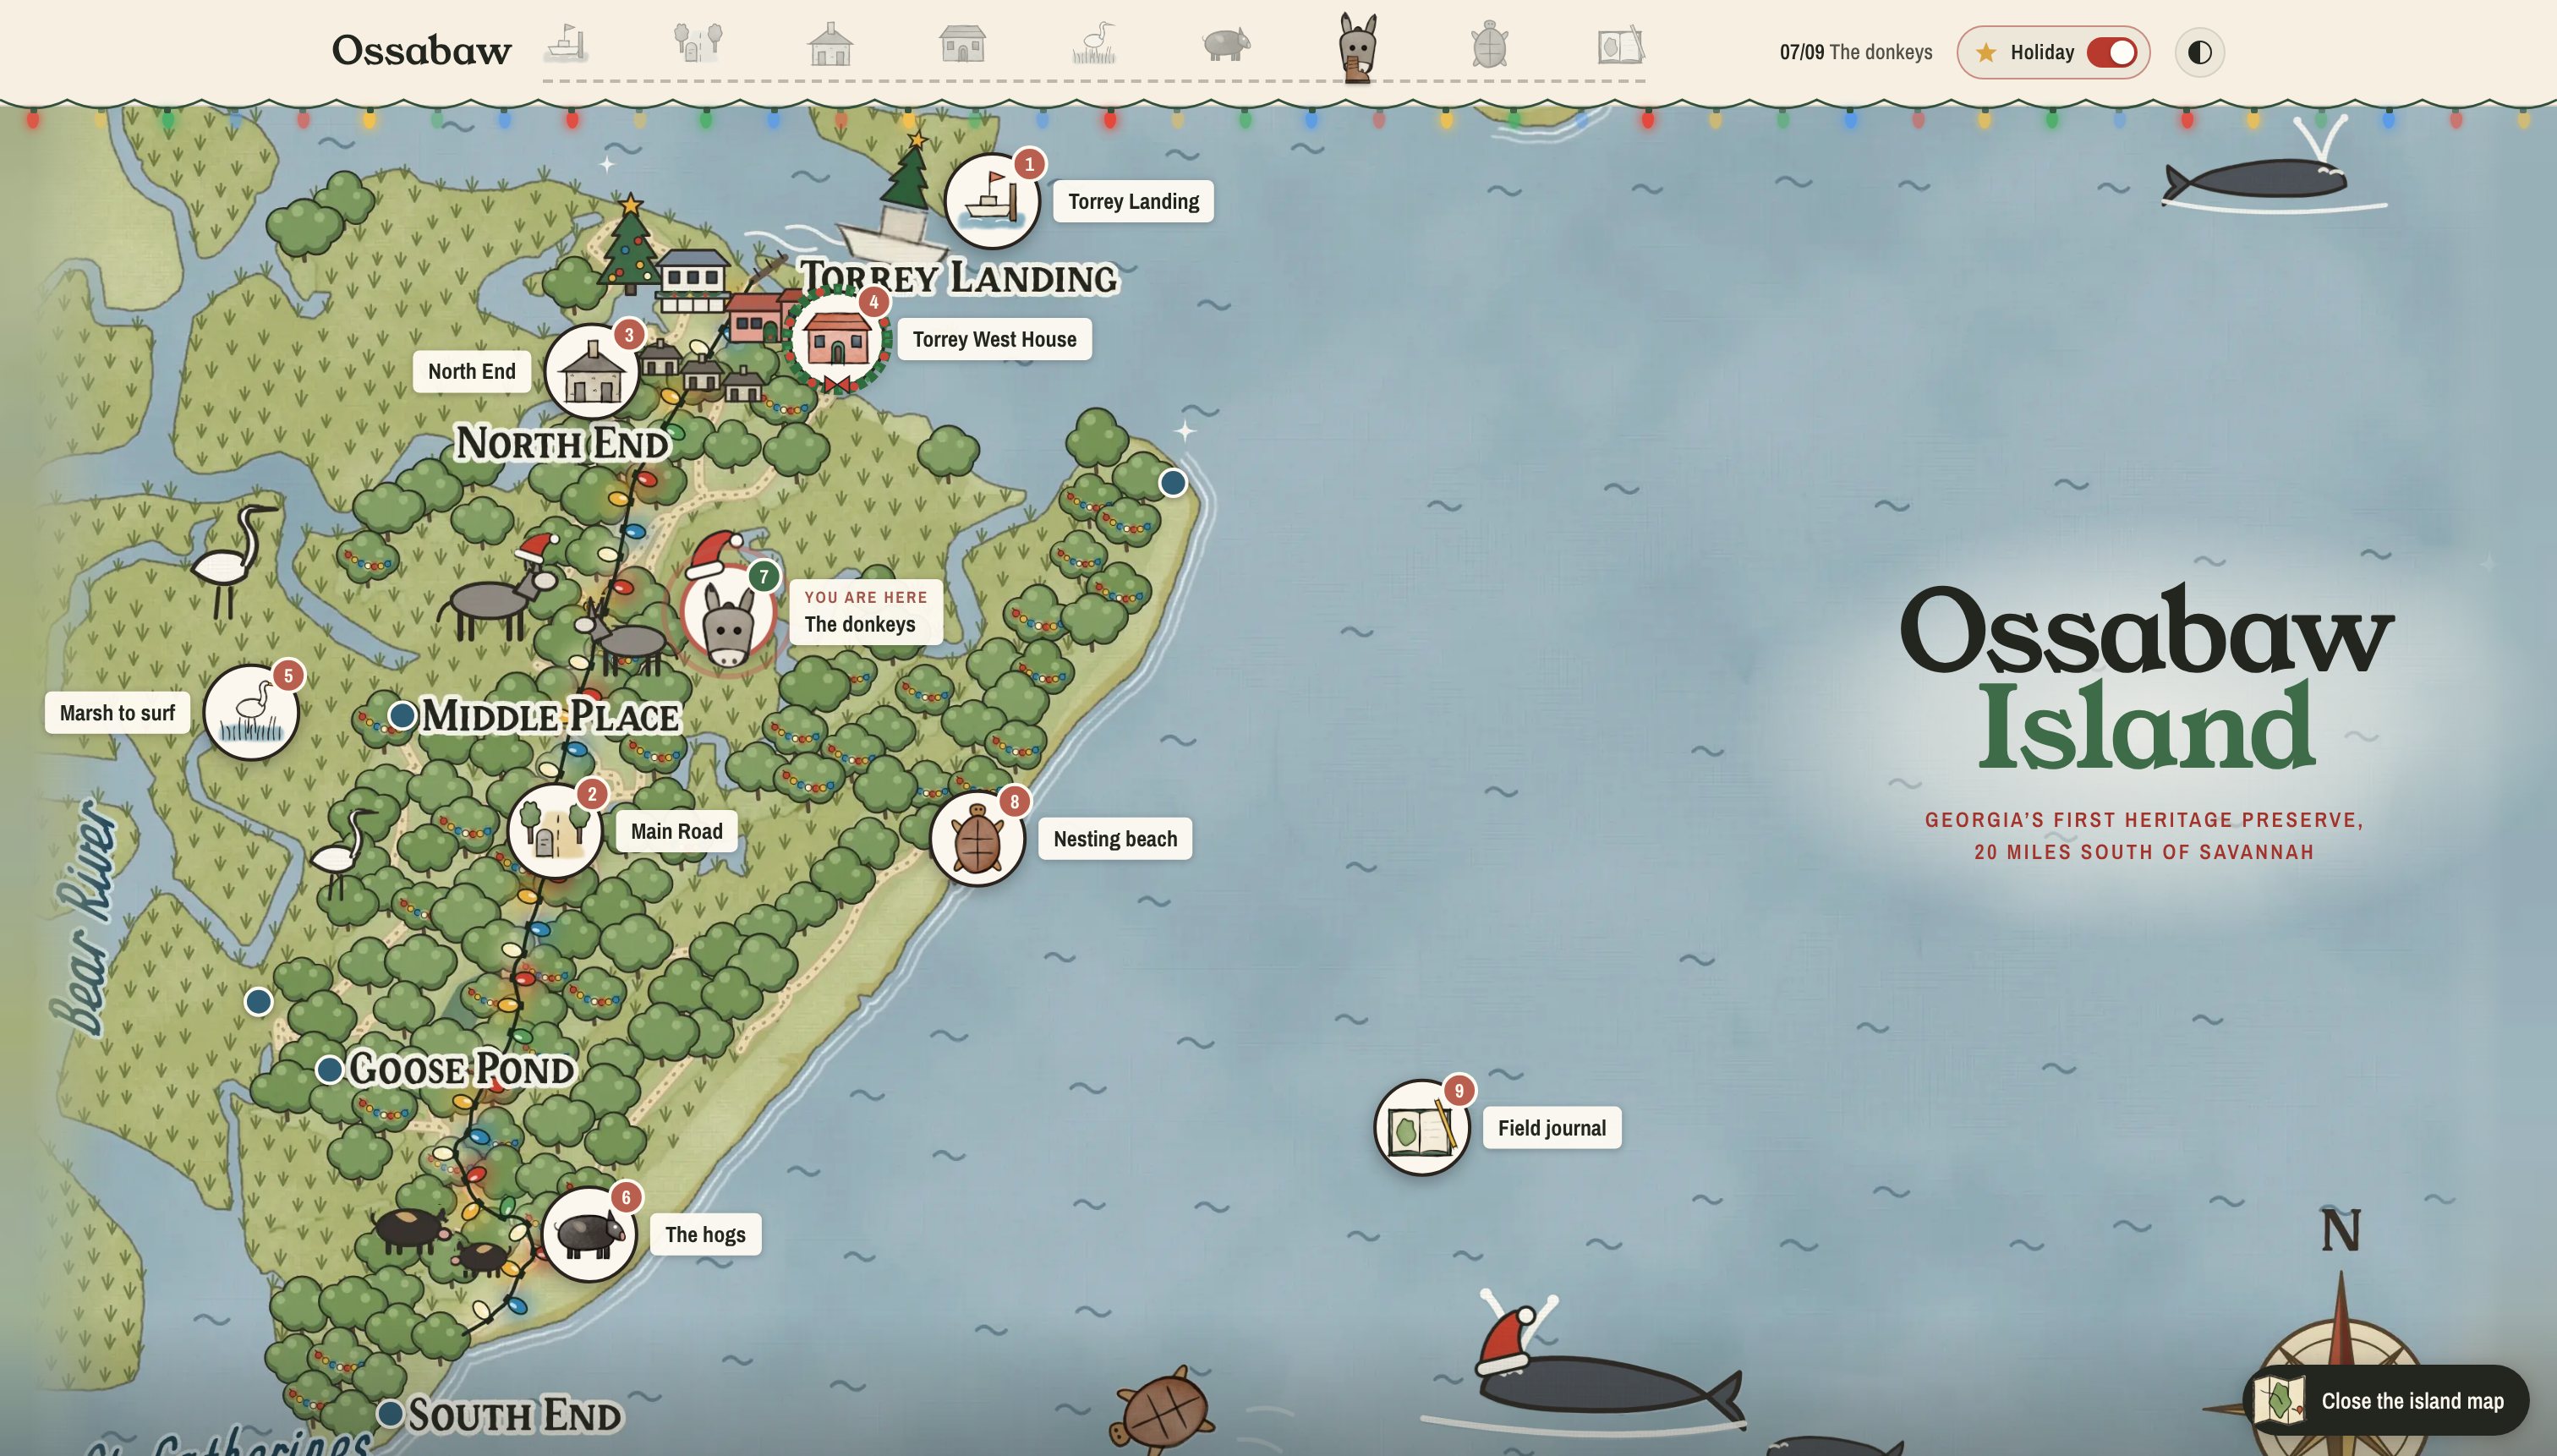 Ossabaw
07/09 The donkeys
Holiday
1
Torrey Landing
TORREY LANDING
4
Torrey West House
3
North End
NORTH END
7
YOU ARE HERE
The donkeys
5
Marsh to surf
MIDDLE PLACE
2
Main Road
8
Nesting beach
Ossabaw
Island
GEORGIA'S FIRST HERITAGE PRESERVE,
20 MILES SOUTH OF SAVANNAH
Bear River
GOOSE POND
9
Field journal
6
The hogs
N
SOUTH END
St Catherines
Close the island map